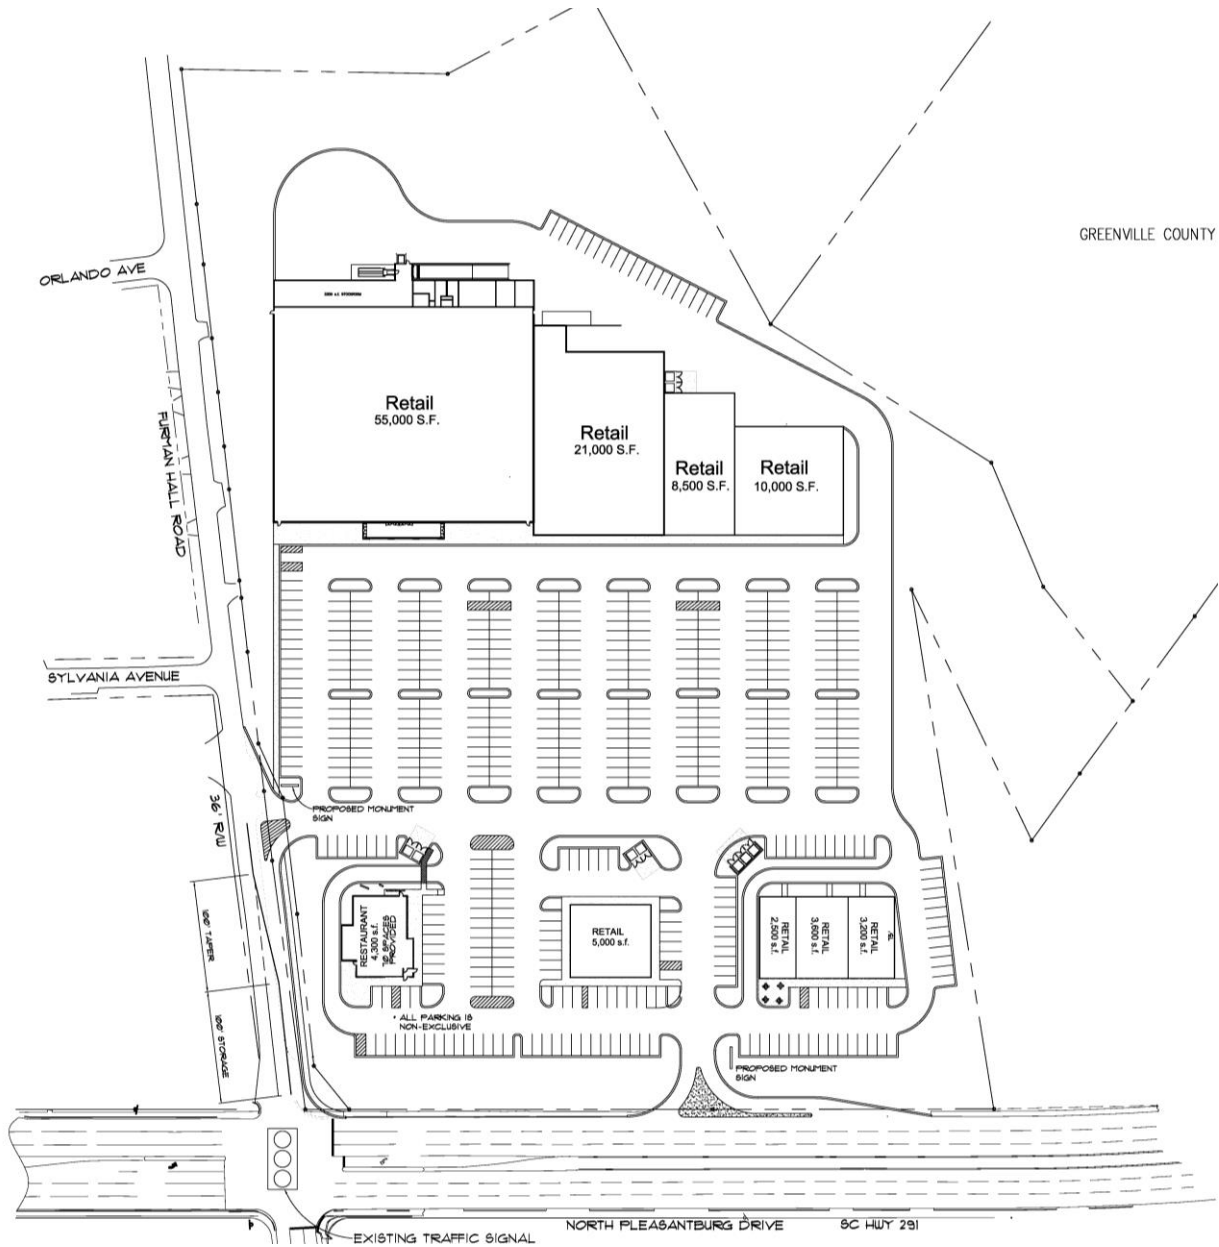 GREENVILLE COUNTY
ORLANDO AVE
Retail
55,000 S.F.
Retail
21,000 S.F.
Retail
8,500 S.F.
Retail
10,000 S.F.
FURMAN HALL ROAD
SYLVANIA AVENUE
36' R/W
PROPOSED MONUMENT
SIGN
100' TAPER
100' STORAGE
RESTAURANT
4,300 s.f.
70 SPACES
PROVIDED
RETAIL
5,000 s.f.
RETAIL
2,500 s.f.
RETAIL
3,600 s.f.
RETAIL
3,200 s.f.
* ALL PARKING IS
NON-EXCLUSIVE
PROPOSED MONUMENT
SIGN
NORTH PLEASANTBURG DRIVE
SC HWY 291
EXISTING TRAFFIC SIGNAL